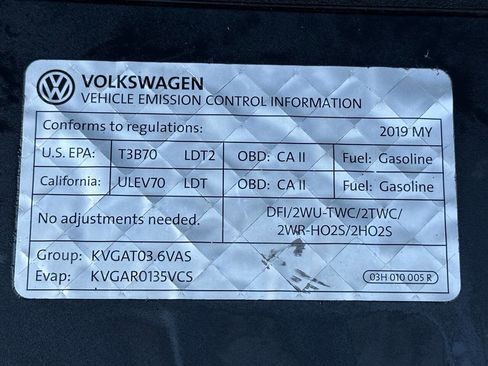 VOLKSWAGEN
VEHICLE EMISSION CONTROL INFORMATION
Conforms to regulations: 2019 MY
U.S. EPA: T3B70 LDT2 OBD: CA II Fuel: Gasoline
California: ULEV70 LDT OBD: CA II Fuel: Gasoline
No adjustments needed. DFI/2WU-TWC/2TWC/
2WR-HO2S/2HO2S
Group: KVGAT03.6VAS
Evap: KVGAR0135VCS
03H 010 005 R